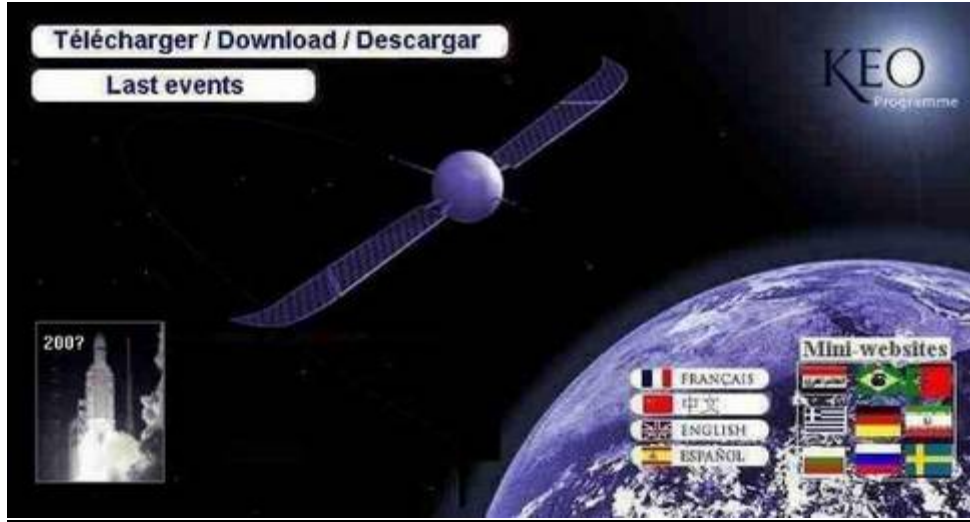 Télécharger / Download / Descargar
Last events
KEO
Programme
200?
Mini-websites
FRANÇAIS
中文
ENGLISH
ESPAÑOL